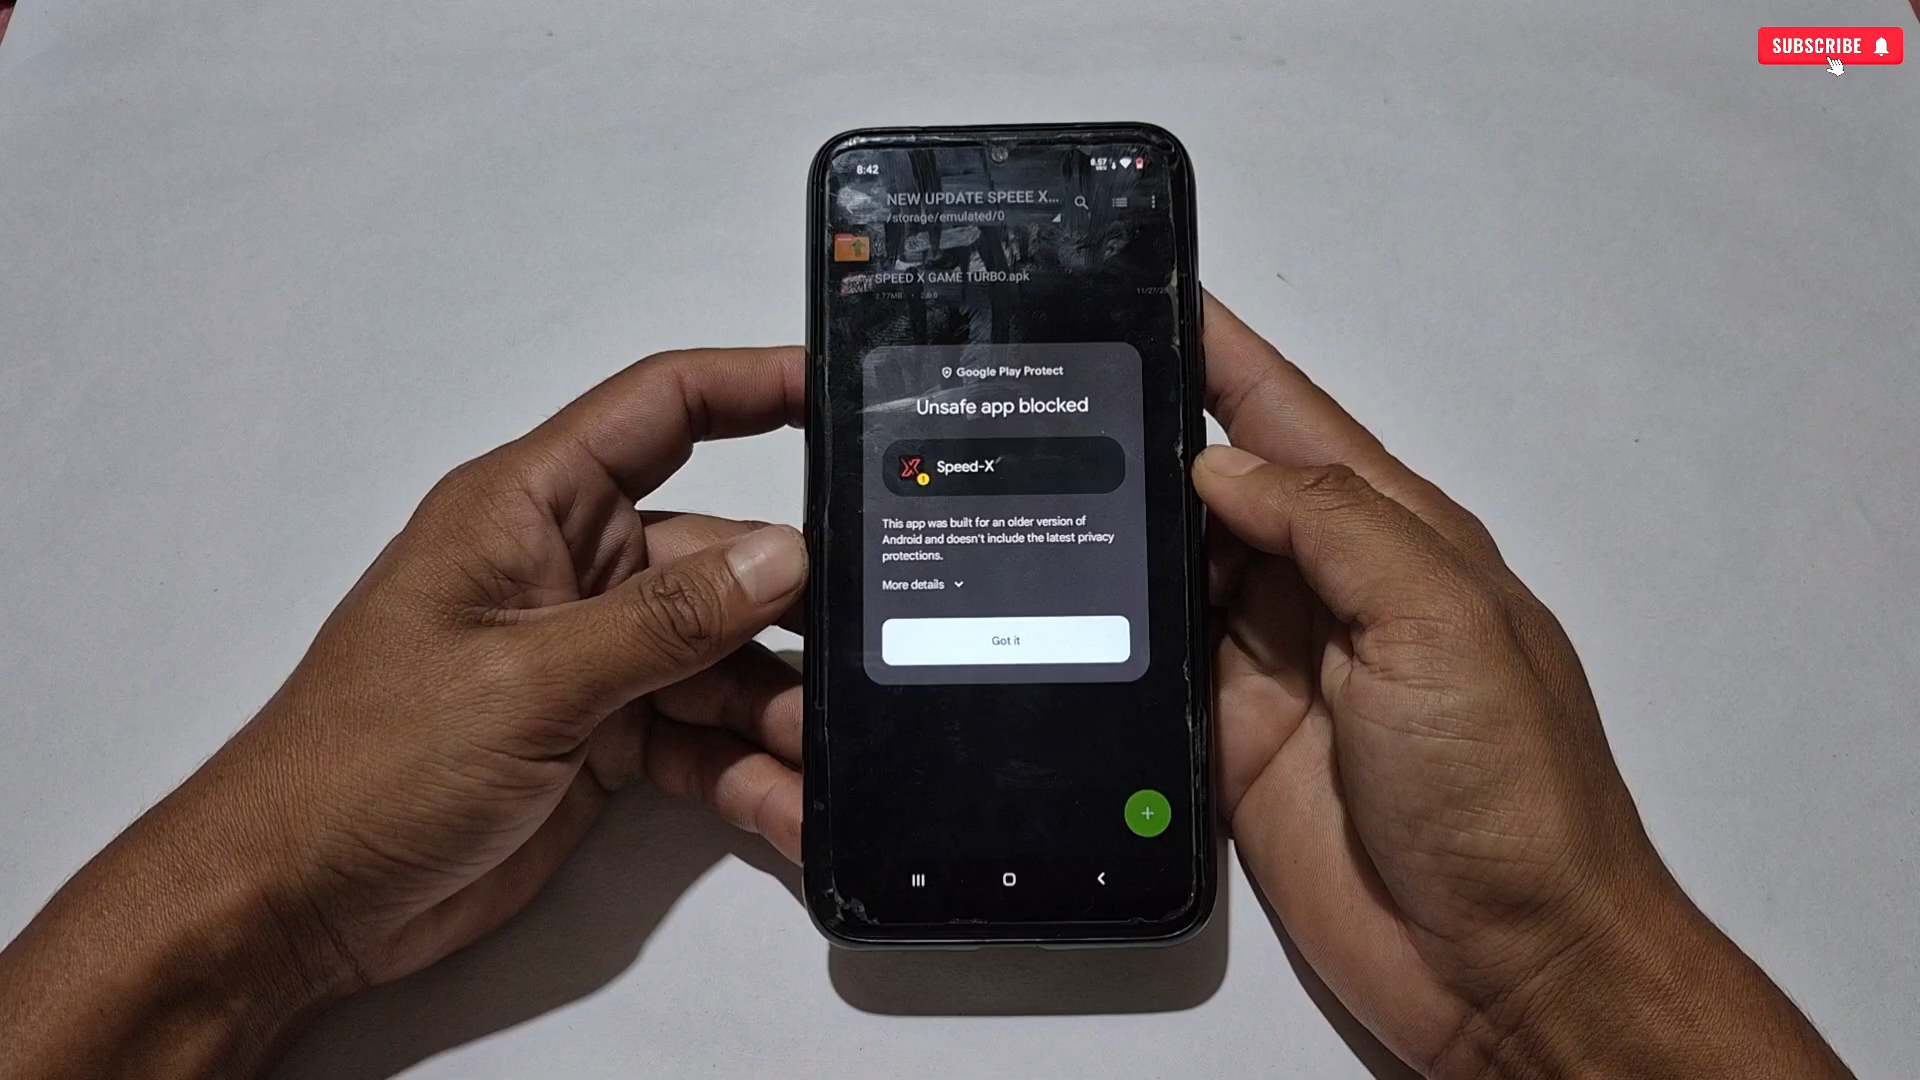 SUBSCRIBE
8:42
NEW UPDATE SPEEE X...
/storage/emulated/0
SPEED X GAME TURBO.apk
2.77MB
Google Play Protect
Unsafe app blocked
Speed-X
This app was built for an older version of
Android and doesn't include the latest privacy
protections.
More details
Got it